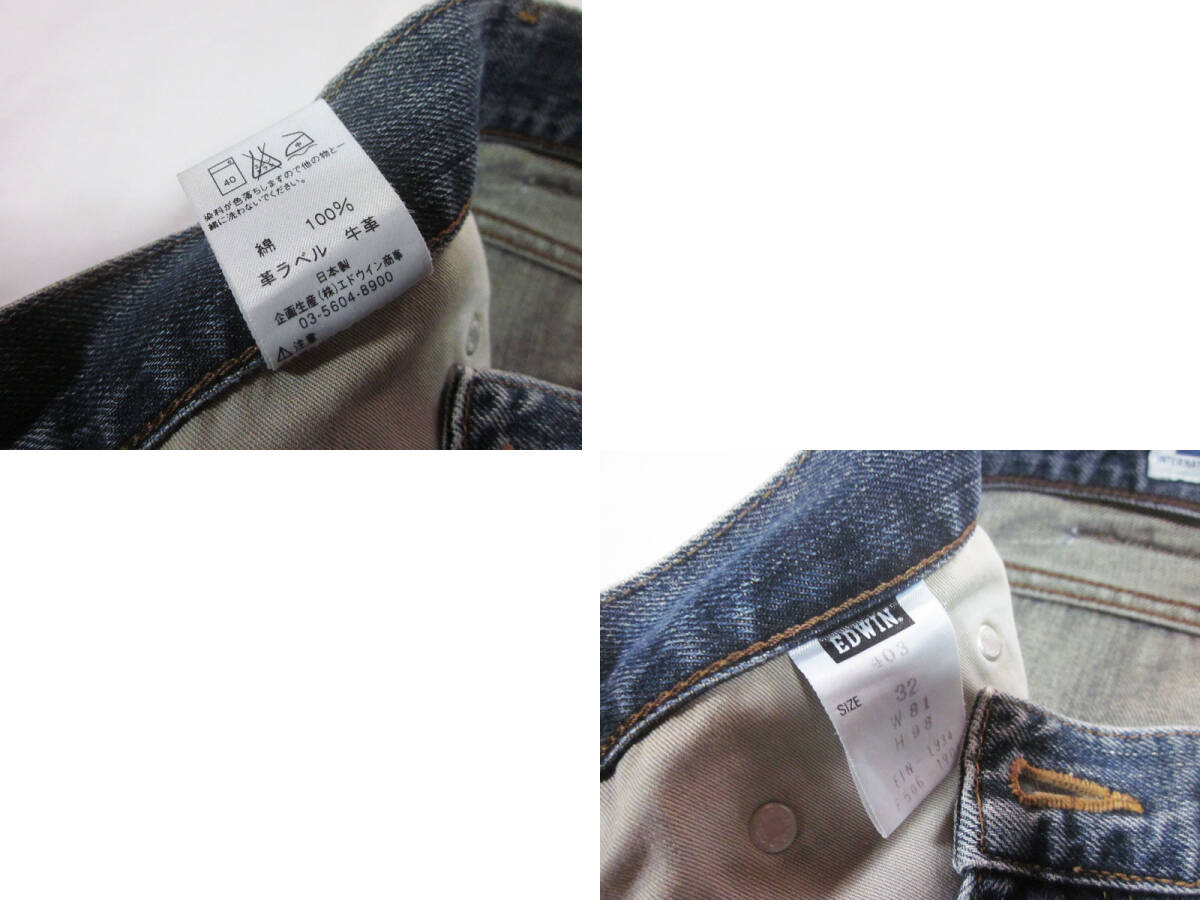 40
染料が色落ちしますので他の物と一
緒に洗わないでください。
綿 100%
革ラベル 牛革
日本製
企画生産(株)エドウイン商事
03-5604-8900
注意
EDWIN
403
SIZE 32
W 81
H 98